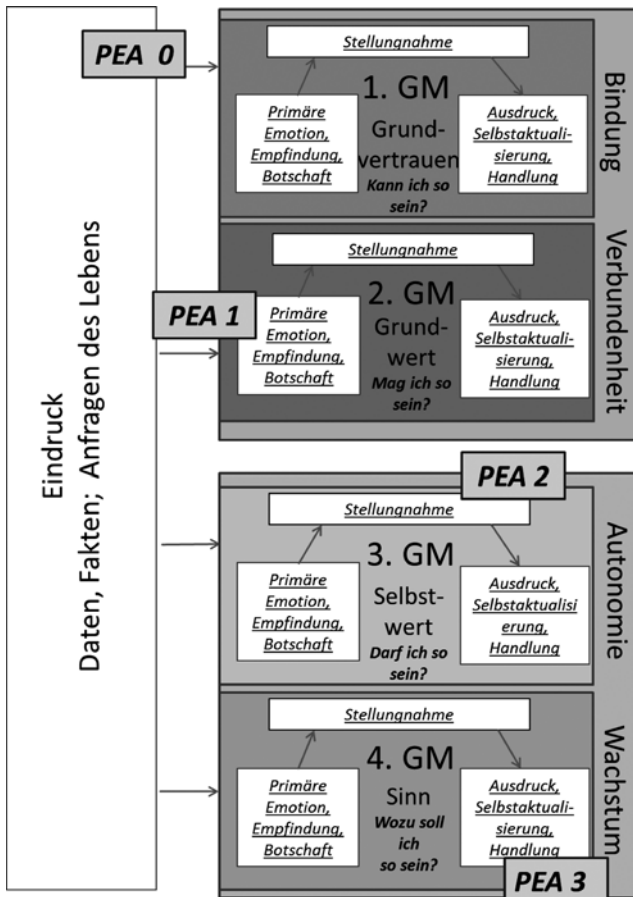 Eindruck
Daten, Fakten; Anfragen des Lebens
PEA 0
Stellungnahme
1. GM
Grund-
vertrauen
Kann ich so
sein?
Primäre
Emotion,
Empfindung,
Botschaft
Ausdruck,
Selbstaktuali-
sierung,
Handlung
Bindung
PEA 1
Stellungnahme
2. GM
Grund-
wert
Mag ich so
sein?
Primäre
Emotion,
Empfindung,
Botschaft
Ausdruck,
Selbstaktuali-
sierung,
Handlung
Verbundenheit
PEA 2
Stellungnahme
3. GM
Selbst-
wert
Darf ich so
sein?
Primäre
Emotion,
Empfindung,
Botschaft
Ausdruck,
Selbstaktualisi
erung,
Handlung
Autonomie
Stellungnahme
4. GM
Sinn
Wozu soll
ich
so sein?
Primäre
Emotion,
Empfindung,
Botschaft
Ausdruck,
Selbstaktuali-
sierung,
Handlung
Wachstum
PEA 3